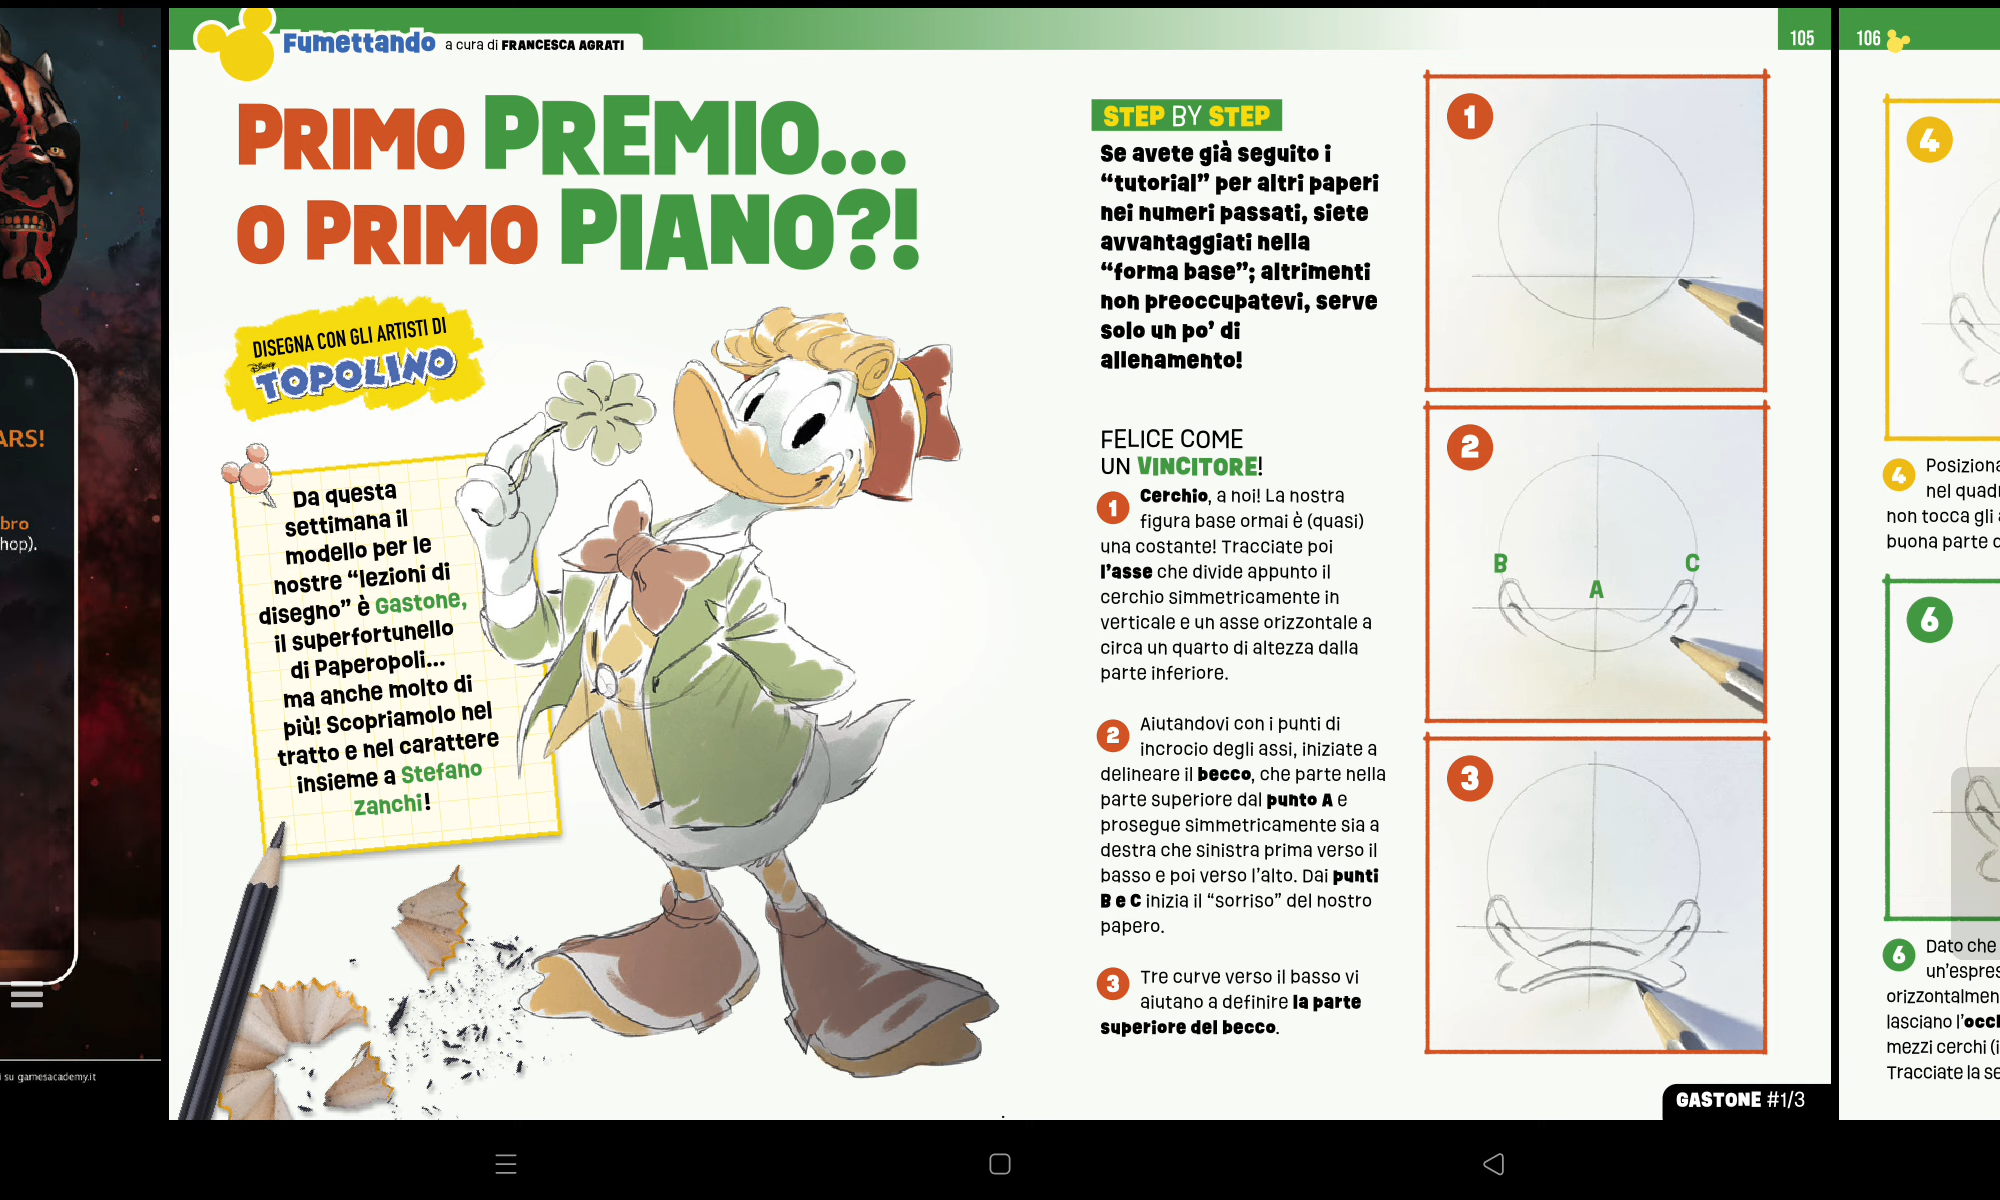 ARS!
bro
hop).
i su gamesacademy.it
Fumettando a cura di FRANCESCA AGRATI
105
PRIMO PREMIO...
O PRIMO PIANO?!
DISEGNA CON GLI ARTISTI DI
Disney
TOPOLINO
Da questa
settimana il
modello per le
nostre “lezioni di
disegno” è Gastone,
il superfortunello
di Paperopoli...
ma anche molto di
più! Scopriamolo nel
tratto e nel carattere
insieme a Stefano
Zanchi!
STEP BY STEP
Se avete già seguito i
“tutorial” per altri paperi
nei numeri passati, siete
avvantaggiati nella
“forma base”; altrimenti
non preoccupatevi, serve
solo un po’ di
allenamento!
FELICE COME
UN VINCITORE!
1 Cerchio, a noi! La nostra
figura base ormai è (quasi)
una costante! Tracciate poi
l’asse che divide appunto il
cerchio simmetricamente in
verticale e un asse orizzontale a
circa un quarto di altezza dalla
parte inferiore.
2 Aiutandovi con i punti di
incrocio degli assi, iniziate a
delineare il becco, che parte nella
parte superiore dal punto A e
prosegue simmetricamente sia a
destra che sinistra prima verso il
basso e poi verso l’alto. Dai punti
B e C inizia il “sorriso” del nostro
papero.
3 Tre curve verso il basso vi
aiutano a definire la parte
superiore del becco.
1
2
B
C
A
3
GASTONE #1/3
106
4
4 Posiziona
nel quadr
non tocca gli a
buona parte c
6
6 Dato che
un’espres
orizzontalmen
lasciano l’occh
mezzi cerchi (i
Tracciate la se